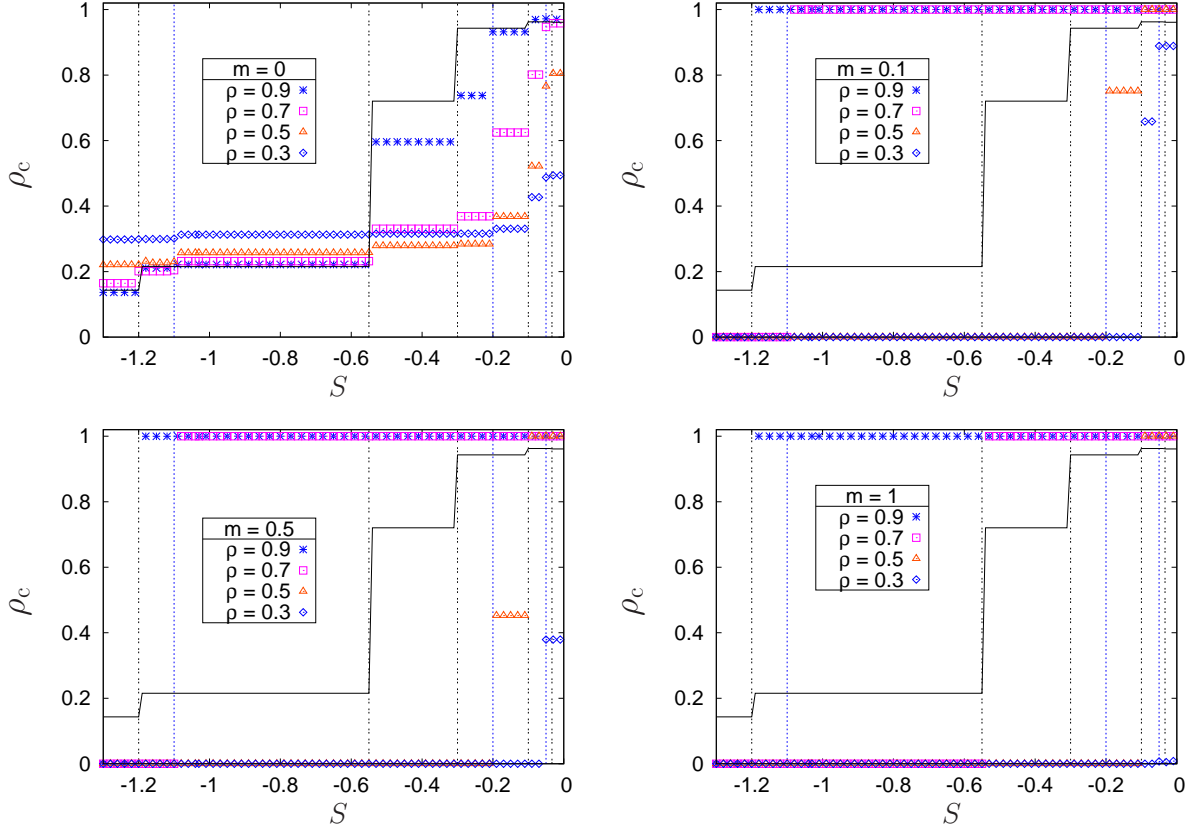 1
0.8
0.6
0.4
0.2
0
ρc
-1.2
-1
-0.8
-0.6
-0.4
-0.2
0
S
m = 0
ρ = 0.9
ρ = 0.7
ρ = 0.5
ρ = 0.3
1
0.8
0.6
0.4
0.2
0
ρc
-1.2
-1
-0.8
-0.6
-0.4
-0.2
0
S
m = 0.1
ρ = 0.9
ρ = 0.7
ρ = 0.5
ρ = 0.3
1
0.8
0.6
0.4
0.2
0
ρc
-1.2
-1
-0.8
-0.6
-0.4
-0.2
0
S
m = 0.5
ρ = 0.9
ρ = 0.7
ρ = 0.5
ρ = 0.3
1
0.8
0.6
0.4
0.2
0
ρc
-1.2
-1
-0.8
-0.6
-0.4
-0.2
0
S
m = 1
ρ = 0.9
ρ = 0.7
ρ = 0.5
ρ = 0.3